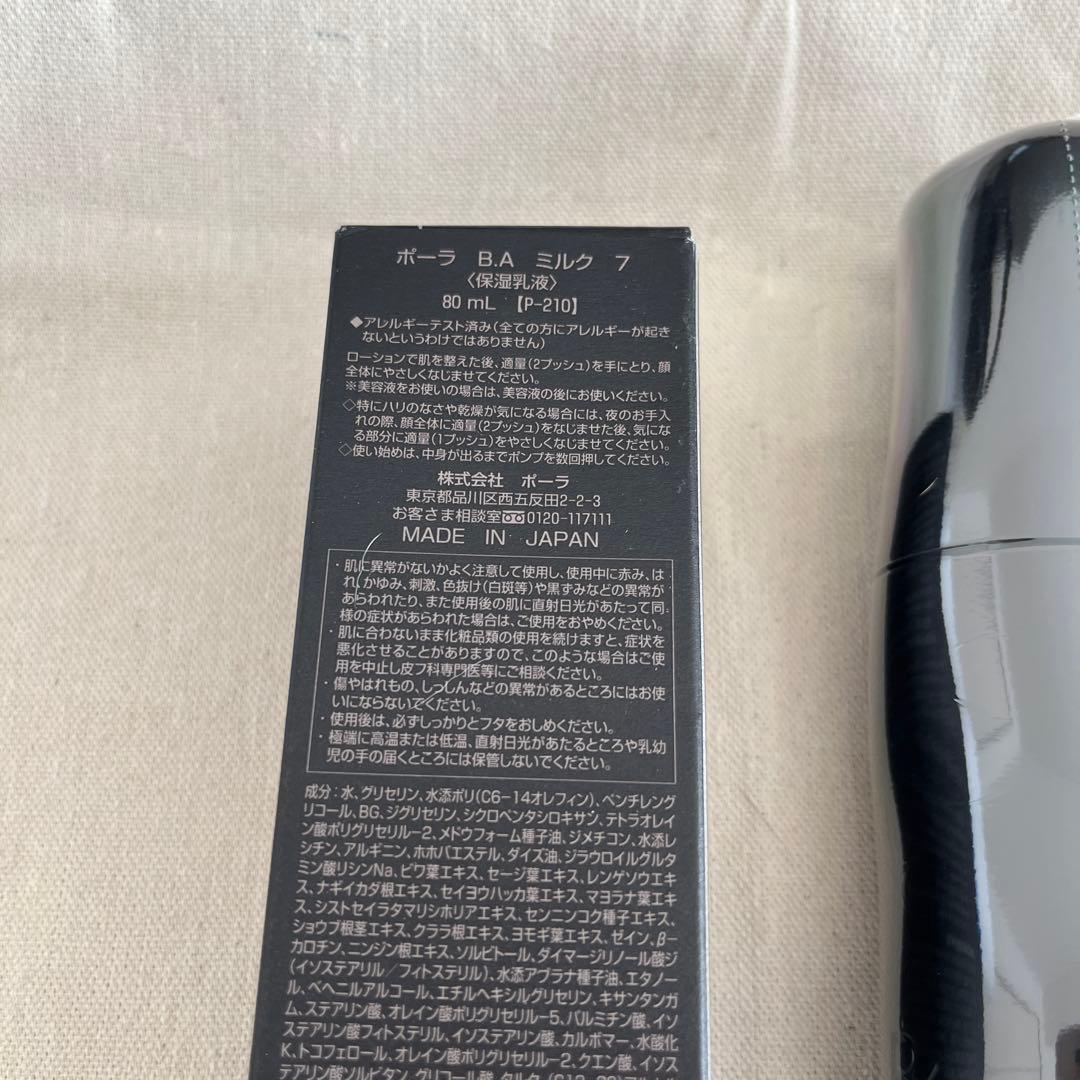 ポーラ B.A ミルク 7
〈保湿乳液〉
80 mL 【P-210】
◆アレルギーテスト済み(全ての方にアレルギーが起き
ないというわけではありません)
ローションで肌を整えた後、適量(2プッシュ)を手にとり、顔
全体にやさしくなじませてください。
※美容液をお使いの場合は、美容液の後にお使いください。
◇特にハリのなさや乾燥が気になる場合には、夜のお手入
れの際、顔全体に適量(2プッシュ)をなじませた後、気にな
る部分に適量(1プッシュ)をやさしくなじませてください。
◇使い始めは、中身が出るまでポンプを数回押してください。
株式会社 ポーラ
東京都品川区西五反田2-2-3
お客さま相談室 0120-117111
MADE IN JAPAN
・肌に異常がないかよく注意して使用し、使用中に赤み、は
れ、かゆみ、刺激、色抜け(白斑等)や黒ずみなどの異常が
あらわれたり、また使用後の肌に直射日光があたって同
様の症状があらわれた場合は、ご使用をおやめください。
・肌に合わないまま化粧品類の使用を続けますと、症状を
悪化させることがありますので、このような場合はご使
用を中止し皮フ科専門医等にご相談ください。
・傷やはれもの、しっしんなどの異常があるところにはお使
いにならないでください。
・使用後は、必ずしっかりとフタをおしめください。
・極端に高温または低温、直射日光があたるところや乳幼
児の手の届くところには保管しないでください。
成分:水、グリセリン、水添ポリ(C6-14オレフィン)、ペンチレング
リコール、BG、ジグリセリン、シクロペンタシロキサン、テトラオレイ
ン酸ポリグリセリル-2、メドウフォーム種子油、ジメチコン、水添レ
シチン、アルギニン、ホホバエステル、ダイズ油、ジラウロイルグルタ
ミン酸リシンNa、ビワ葉エキス、セージ葉エキス、レンゲソウエキ
ス、ナギイカダ根エキス、セイヨウハッカ葉エキス、マヨラナ葉エキ
ス、シストセイラタマリシホリアエキス、センニンコク種子エキス、
ショウブ根茎エキス、クララ根エキス、ヨモギ葉エキス、ゼイン、β-
カロチン、ニンジン根エキス、ソルビトール、ダイマージリノール酸ジ
(イソステアリル/フィトステリル)、水添アブラナ種子油、エタノー
ル、ベヘニルアルコール、エチルヘキシルグリセリン、キサンタンガ
ム、ステアリン酸、オレイン酸ポリグリセリル-5、パルミチン酸、イソ
ステアリン酸フィトステリル、イソステアリン酸、カルボマー、水酸化
K、トコフェロール、オレイン酸ポリグリセリル-2、クエン酸、イソス
テアリン酸ソルビタン、グリコール酸、タルク、